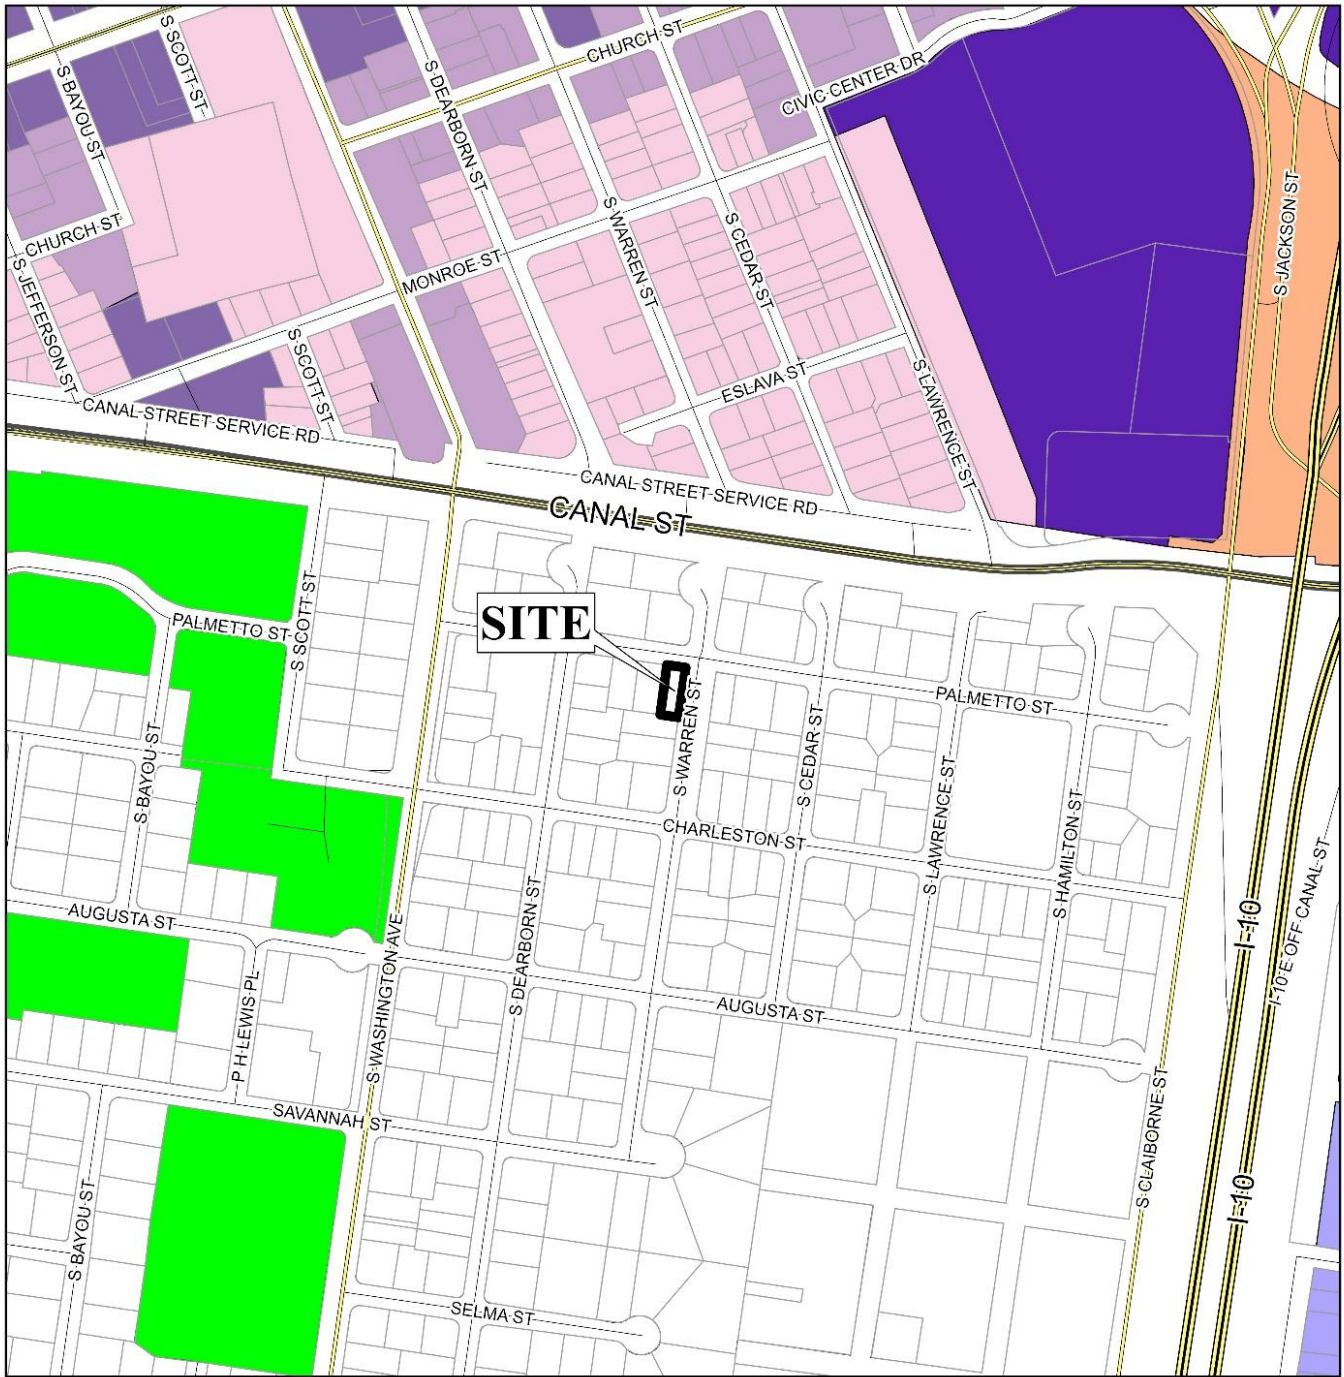 S SCOTT ST
CHURCH ST
S BAYOU ST
S DEARBORN ST
CIVIC CENTER DR
CHURCH ST
S JACKSON ST
S JEFFERSON ST
MONROE ST
S WARREN ST
S CEDAR ST
S SCOTT ST
ESLAVA ST
S LAWRENCE ST
CANAL STREET SERVICE RD
CANAL STREET SERVICE RD
CANAL ST
PALMETTO ST
S SCOTT ST
SITE
PALMETTO ST
S WARREN ST
S BAYOU ST
S CEDAR ST
CHARLESTON ST
S LAWRENCE ST
S HAMILTON ST
I-10
I-10 E OFF CANAL ST
AUGUSTA ST
S DEARBORN ST
S WASHINGTON AVE
AUGUSTA ST
P H LEWIS PL
SAVANNAH ST
S CLAIBORNE ST
I-10
S BAYOU ST
SELMA ST